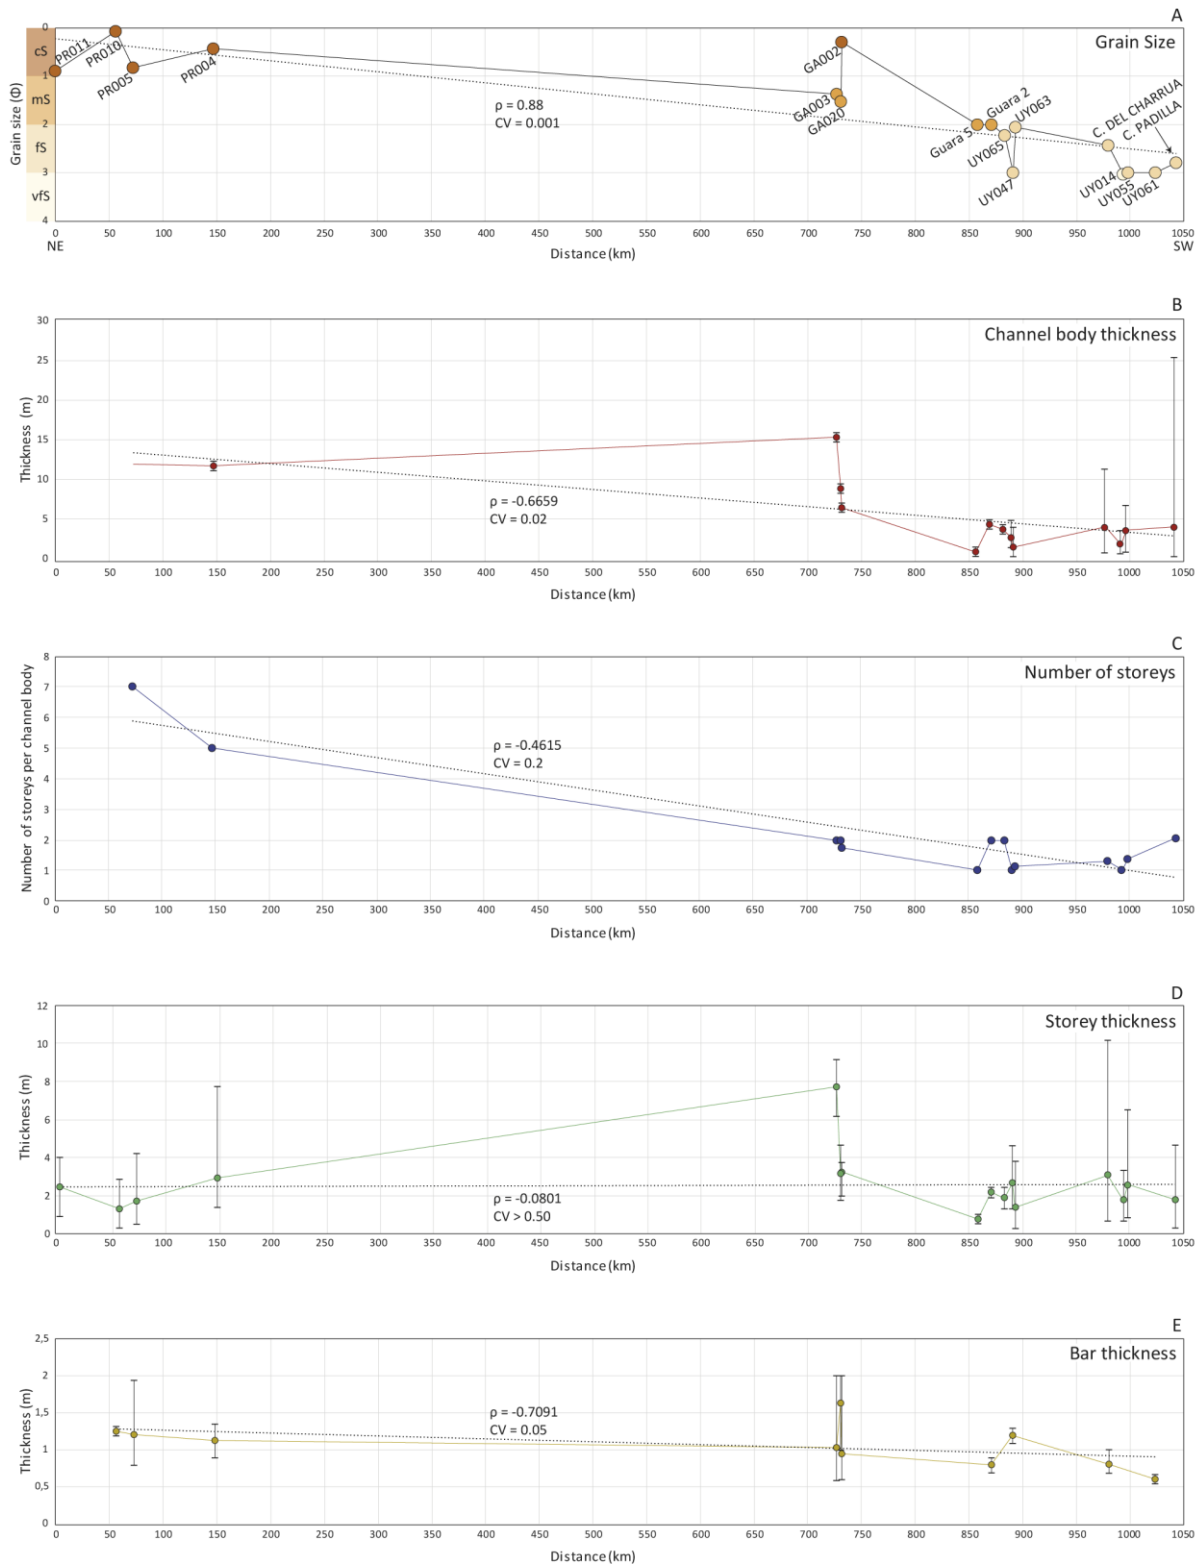 A
Grain Size
Grain size (Φ)
0
1
2
3
4
cS
mS
fS
vfS
PR011
PR010
PR005
PR004
GA003
GA020
GA002
Guara 5
Guara 2
UY065
UY047
UY063
C. DEL CHARRUA
C. PADILLA
UY014
UY055
UY061
ρ = 0.88
CV = 0.001
0 50 100 150 200 250 300 350 400 450 500 550 600 650 700 750 800 850 900 950 1000 1050
NE
SW
Distance (km)
B
Channel body thickness
Thickness (m)
30
25
20
15
10
5
0
ρ = -0.6659
CV = 0.02
0 50 100 150 200 250 300 350 400 450 500 550 600 650 700 750 800 850 900 950 1000 1050
Distance (km)
C
Number of storeys
Number of storeys per channel body
8
7
6
5
4
3
2
1
0
ρ = -0.4615
CV = 0.2
0 50 100 150 200 250 300 350 400 450 500 550 600 650 700 750 800 850 900 950 1000 1050
Distance (km)
D
Storey thickness
Thickness (m)
12
10
8
6
4
2
0
ρ = -0.0801
CV > 0.50
0 50 100 150 200 250 300 350 400 450 500 550 600 650 700 750 800 850 900 950 1000 1050
Distance (km)
E
Bar thickness
Thickness (m)
2,5
2
1,5
1
0,5
0
ρ = -0.7091
CV = 0.05
0 50 100 150 200 250 300 350 400 450 500 550 600 650 700 750 800 850 900 950 1000 1050
Distance (km)